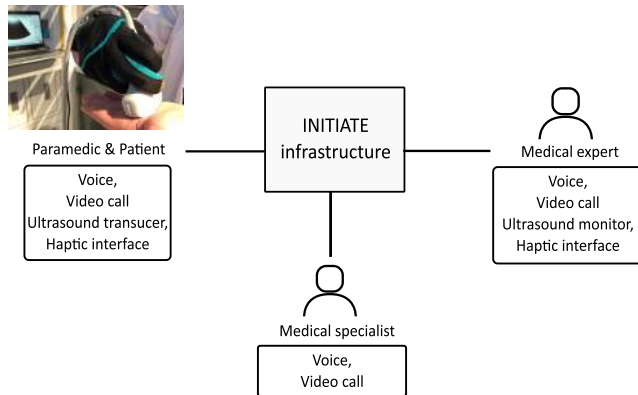 INITIATE
infrastructure
Paramedic & Patient
Voice,
Video call
Ultrasound transucer,
Haptic interface
Medical expert
Voice,
Video call
Ultrasound monitor,
Haptic interface
Medical specialist
Voice,
Video call